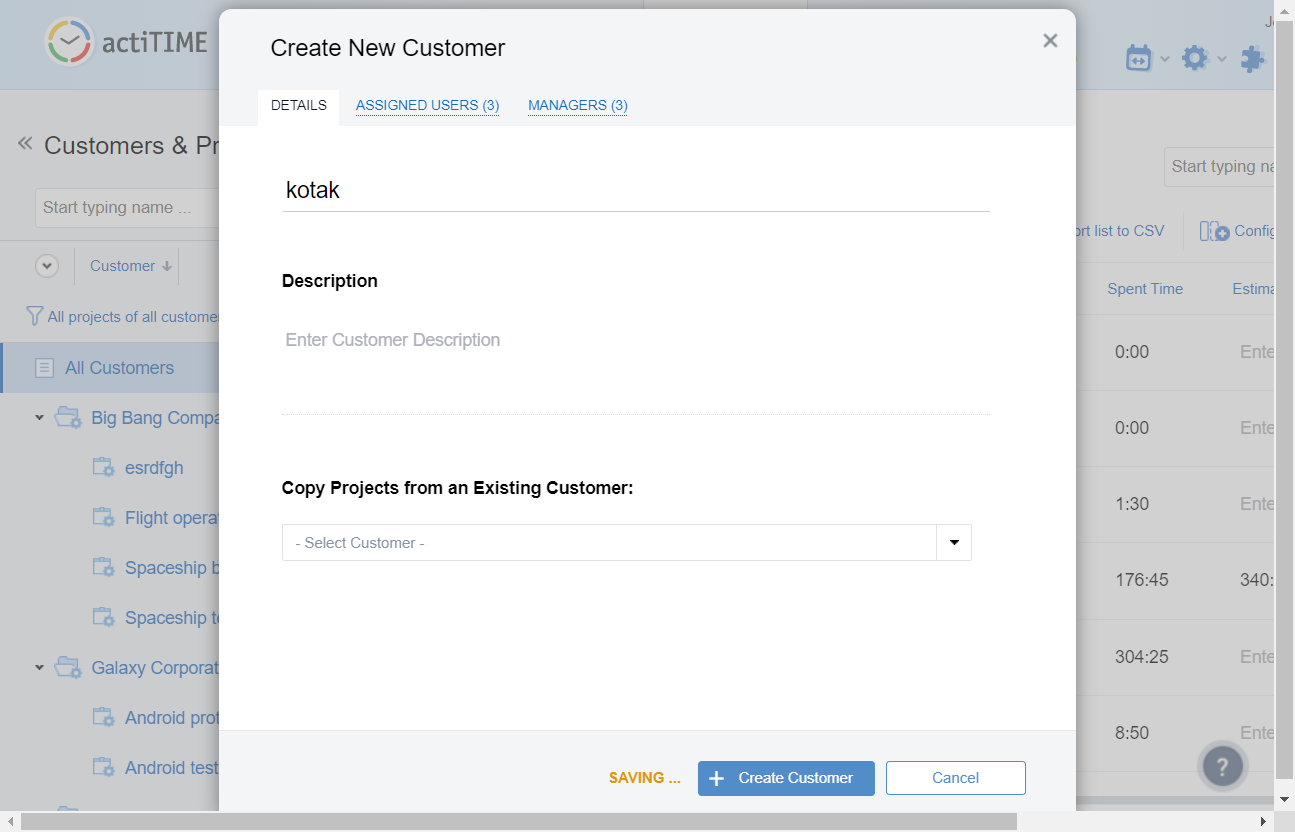 actiTIME
Create New Customer
DETAILS
ASSIGNED USERS (3)
MANAGERS (3)
Customers & Pr
Start typing name ...
Customer
All projects of all custome
All Customers
Big Bang Compa
esrdfgh
Flight opera
Spaceship b
Spaceship te
Galaxy Corporat
Android prot
Android test
kotak
Description
Enter Customer Description
Copy Projects from an Existing Customer:
- Select Customer -
SAVING ...
Create Customer
Cancel
Start typing na
ort list to CSV
Config
Spent Time
Estima
0:00
Ente
0:00
Ente
1:30
Ente
176:45
340:
304:25
Ente
8:50
Ente
?